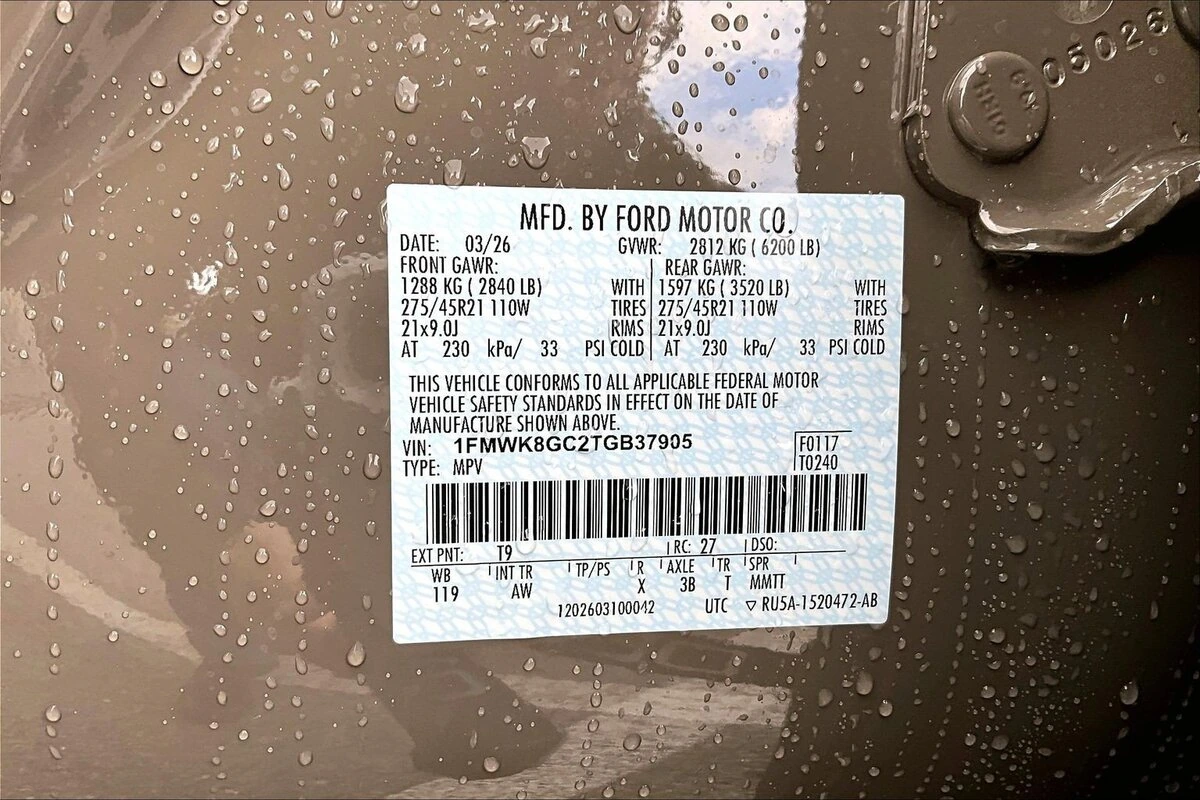 05026
MFD. BY FORD MOTOR CO.
DATE: 03/26 GVWR: 2812 KG ( 6200 LB)
FRONT GAWR: REAR GAWR:
1288 KG ( 2840 LB) WITH 1597 KG ( 3520 LB) WITH
275/45R21 110W TIRES 275/45R21 110W TIRES
21x9.0J RIMS 21x9.0J RIMS
AT 230 kPa/ 33 PSI COLD AT 230 kPa/ 33 PSI COLD
THIS VEHICLE CONFORMS TO ALL APPLICABLE FEDERAL MOTOR
VEHICLE SAFETY STANDARDS IN EFFECT ON THE DATE OF
MANUFACTURE SHOWN ABOVE.
VIN: 1FMWK8GC2TGB37905 F0117
TYPE: MPV T0240
EXT PNT: T9 RC: 27 DSO:
WB INT TR TP/PS R AXLE TR SPR
119 AW X 3B T MMTT
1202603100042 UTC ▽ RU5A-1520472-AB